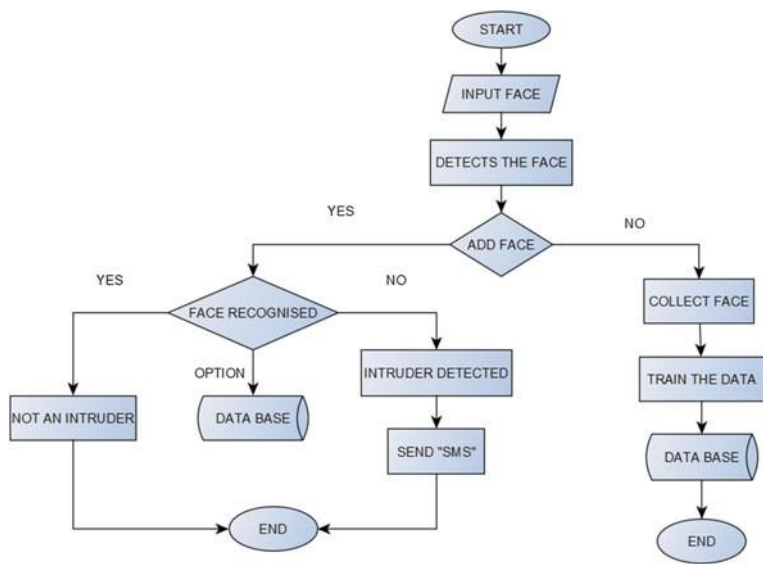 START
INPUT FACE
DETECTS THE FACE
YES
ADD FACE
NO
YES
NO
FACE RECOGNISED
COLLECT FACE
OPTION
INTRUDER DETECTED
TRAIN THE DATA
NOT AN INTRUDER
DATA BASE
SEND "SMS"
DATA BASE
END
END